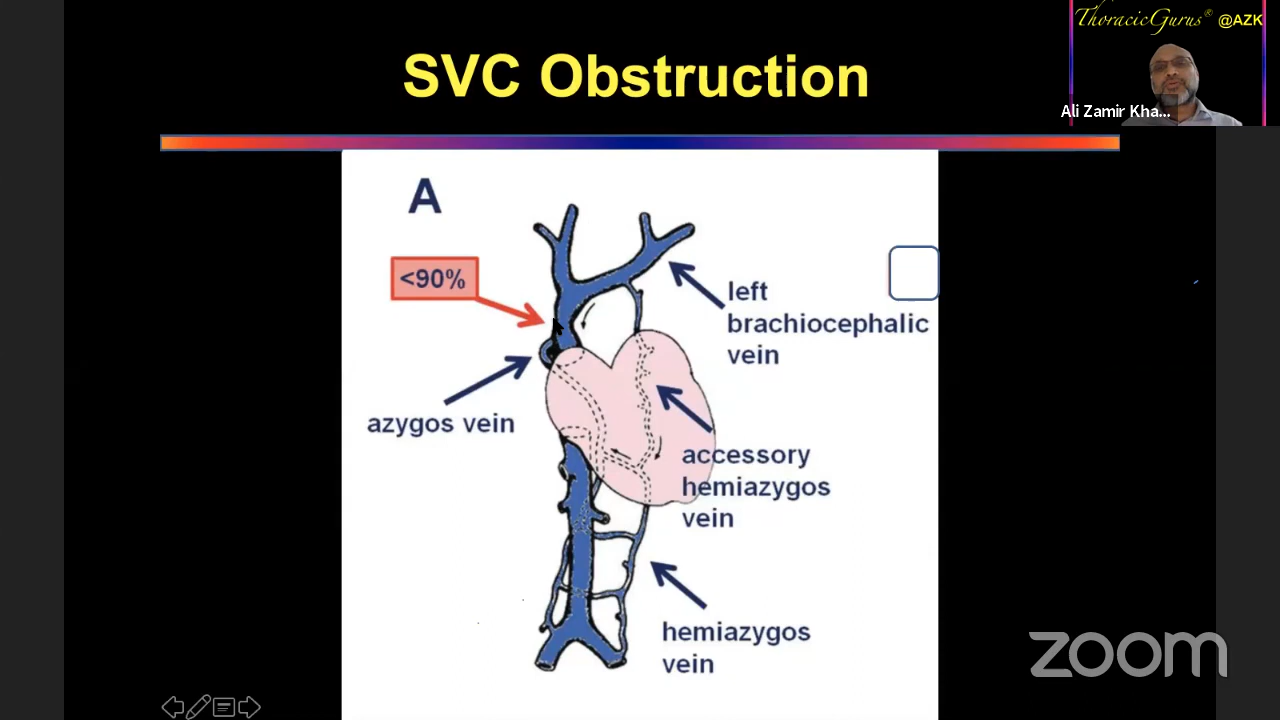 ThoracicGurus® @AZK
SVC Obstruction
Ali Zamir Kha...
A
<90%
left
brachiocephalic
vein
azygos vein
accessory
hemiazygos
vein
hemiazygos
vein
zoom